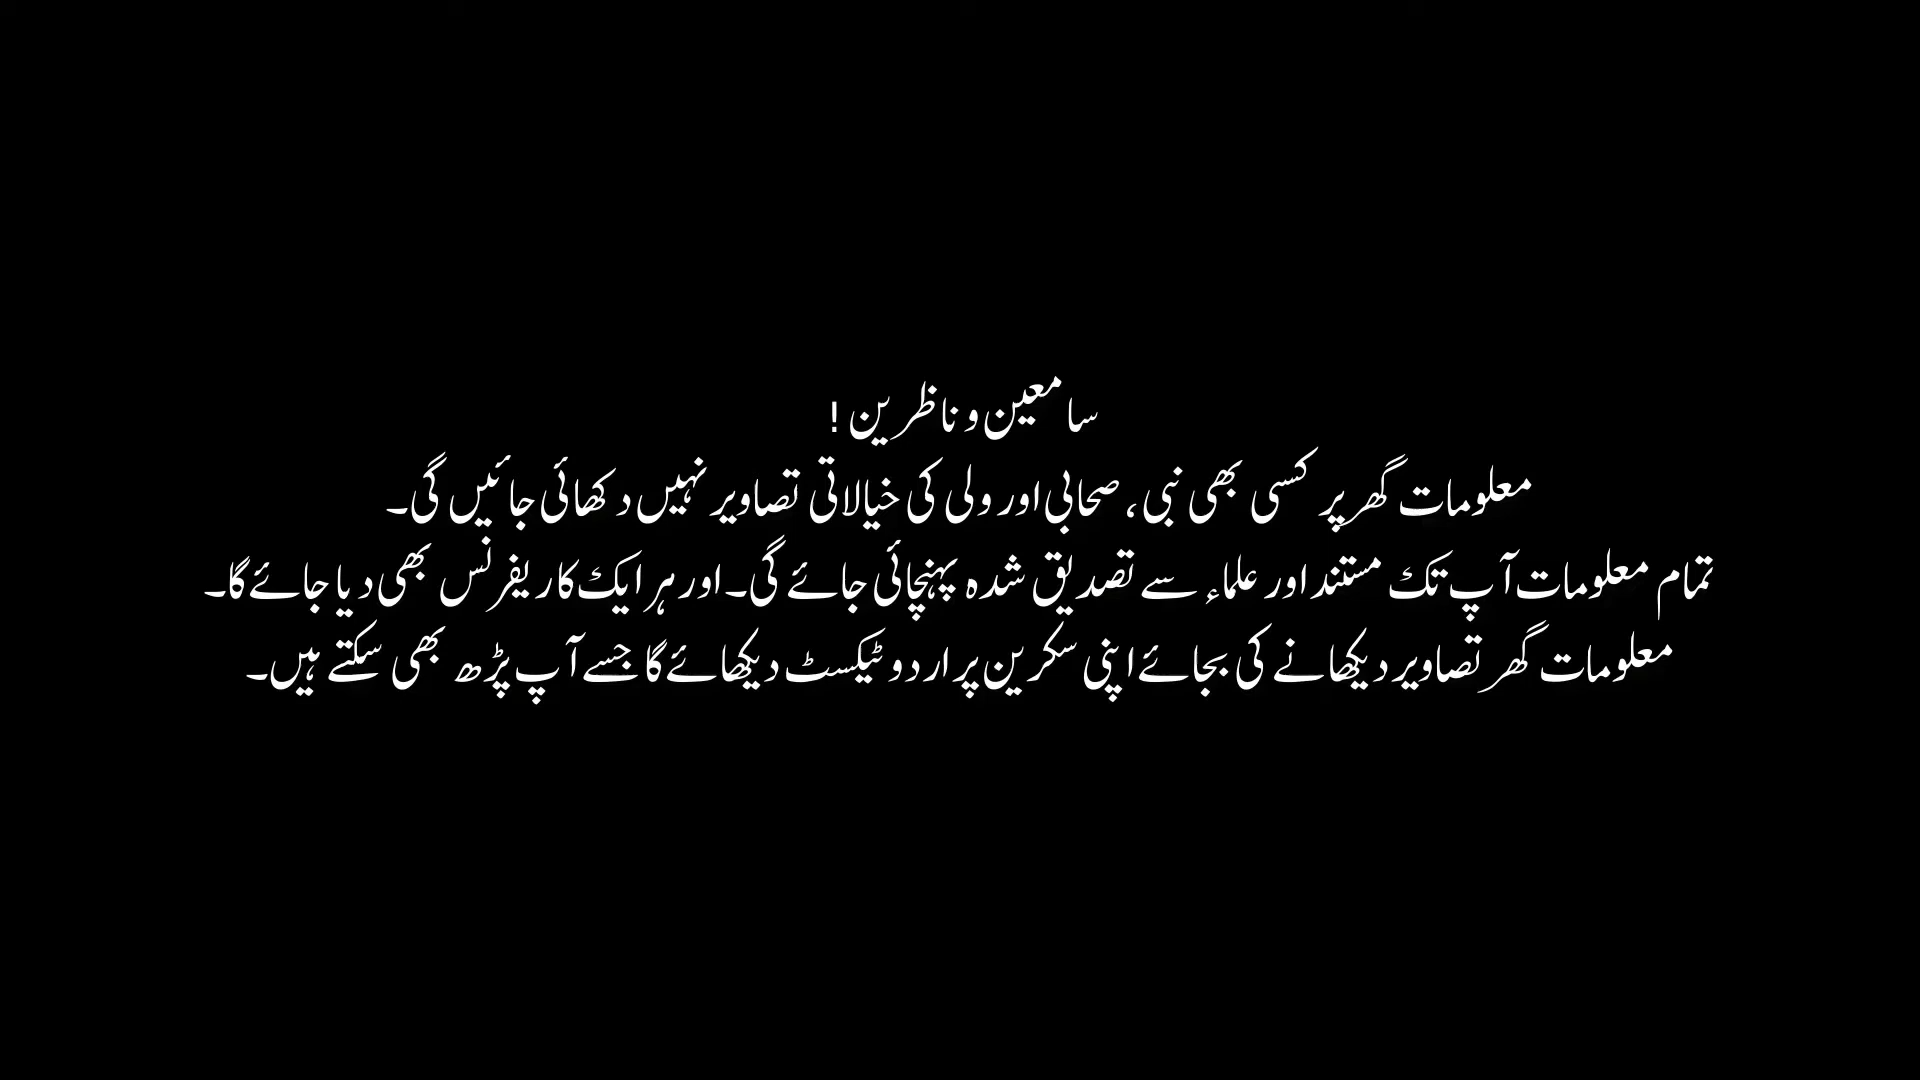 سامعین و ناظرین !
معلومات گھر پر کسی بھی نبی، صحابی اور ولی کی خیالاتی تصاویر نہیں دکھائی جائیں گی۔
تمام معلومات آپ تک مستند اور علماء سے تصدیق شدہ پہنچائی جائے گی۔ اور ہر ایک کا ریفرنس بھی دیا جائے گا۔
معلومات گھر تصاویر دیکھانے کی بجائے اپنی سکرین پر اردو ٹیکسٹ دیکھائے گا جسے آپ پڑھ بھی سکتے ہیں۔